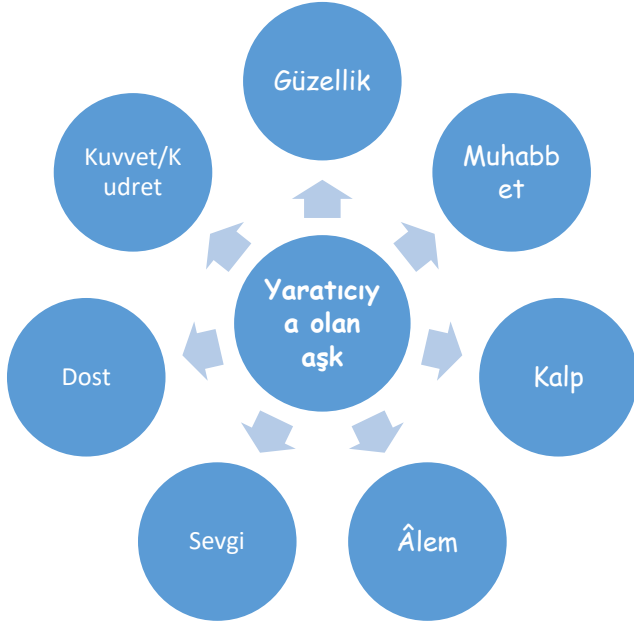 Güzellik
Muhabb
et
Kalp
Âlem
Sevgi
Dost
Kuvvet/K
udret
Yaratıcıy
a olan
aşk